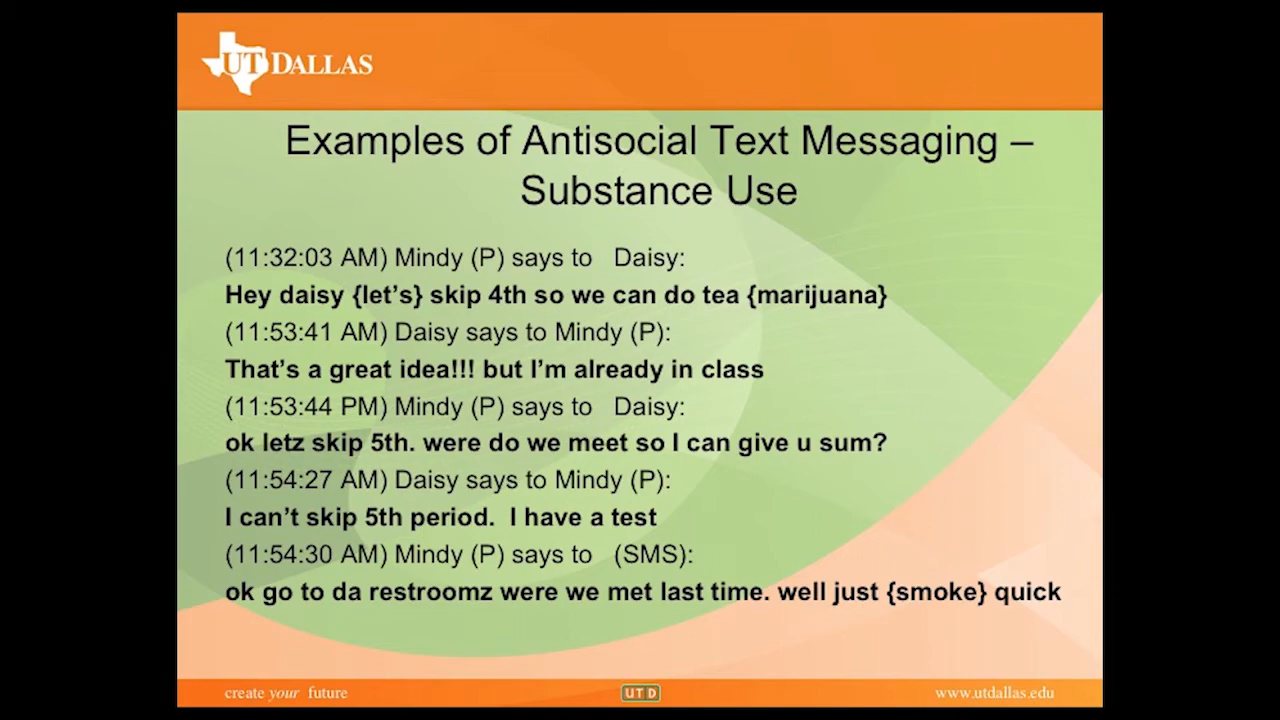 UT DALLAS
Examples of Antisocial Text Messaging –
Substance Use
(11:32:03 AM) Mindy (P) says to Daisy:
Hey daisy {let's} skip 4th so we can do tea {marijuana}
(11:53:41 AM) Daisy says to Mindy (P):
That's a great idea!!! but I'm already in class
(11:53:44 PM) Mindy (P) says to Daisy:
ok letz skip 5th. were do we meet so I can give u sum?
(11:54:27 AM) Daisy says to Mindy (P):
I can't skip 5th period. I have a test
(11:54:30 AM) Mindy (P) says to (SMS):
ok go to da restroomz were we met last time. well just {smoke} quick
create your future UTD www.utdallas.edu